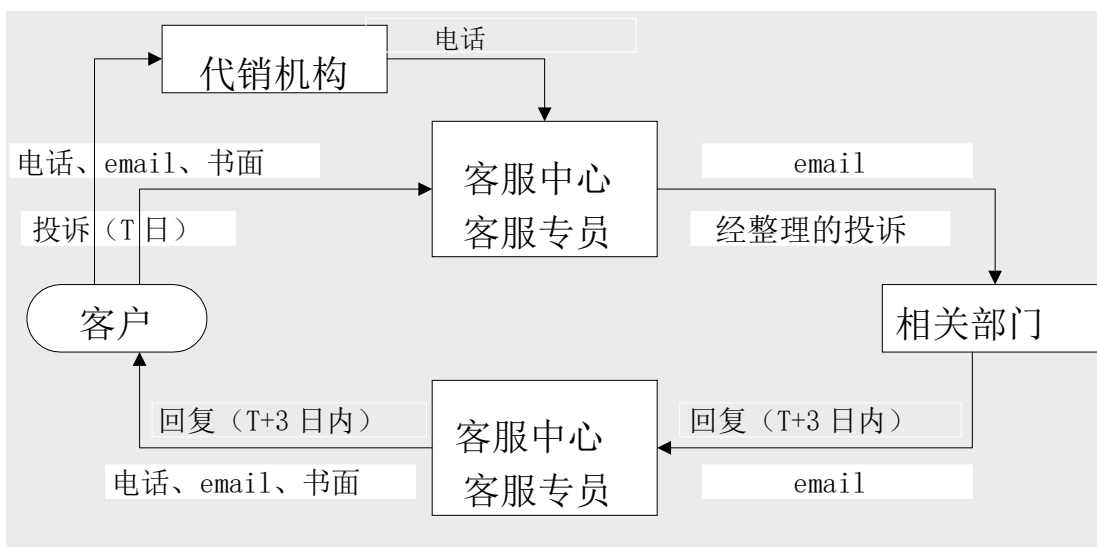 电话
代销机构
电话、email、书面
客服中心
客服专员
email
投诉（T 日）
经整理的投诉
客户
相关部门
回复（T+3 日内）
客服中心
客服专员
回复（T+3 日内）
电话、email、书面
email